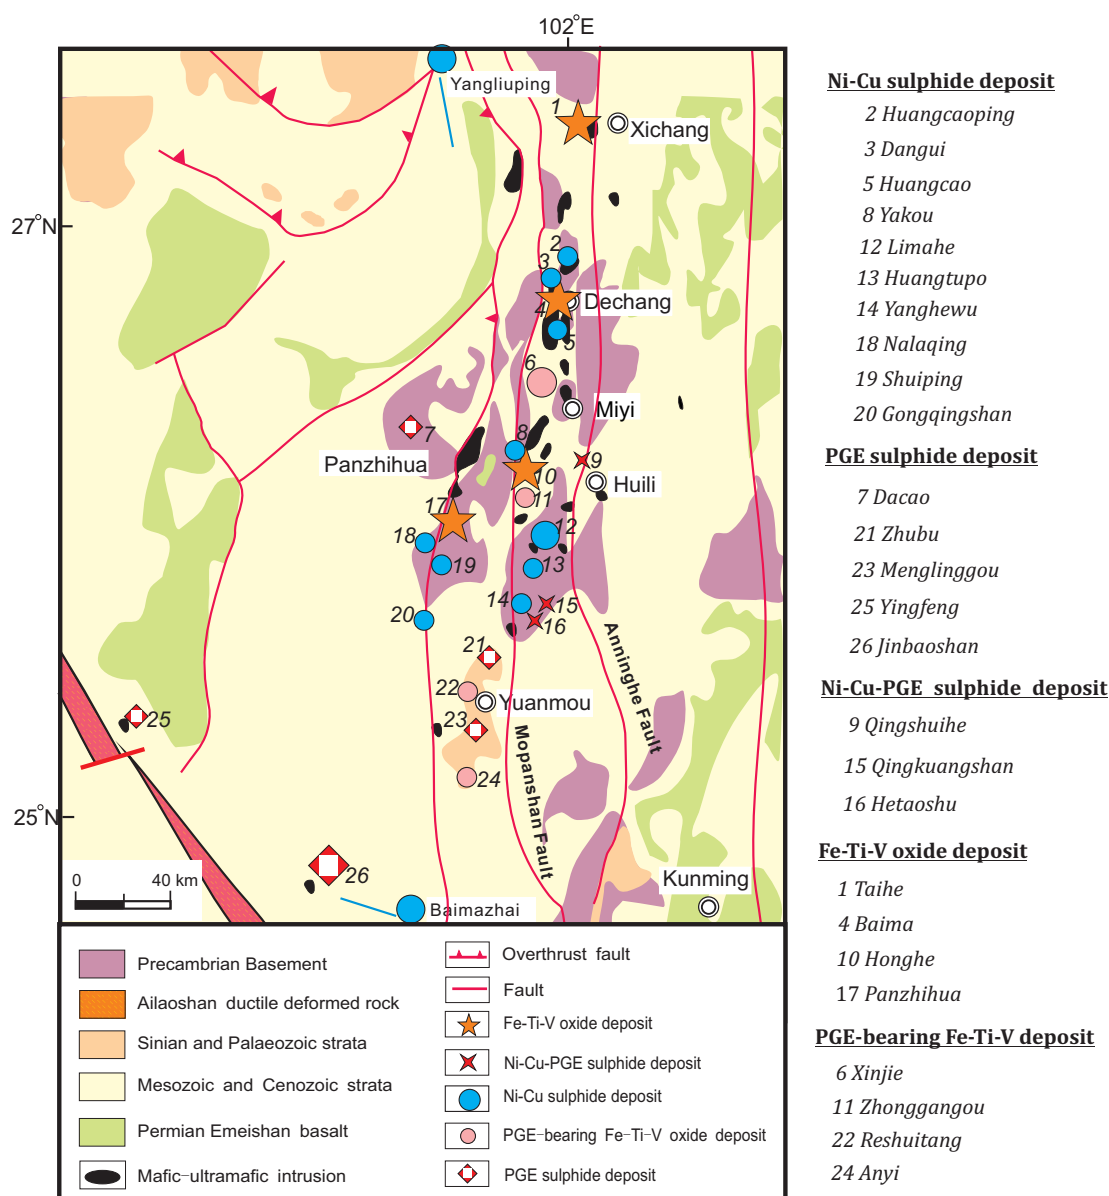 102°E
Yangliuping
1
Xichang
27°N
2
3
4
Dechang
5
6
Miyi
7
8
Panzhihua
9
10
Huili
11
17
12
18
19
13
14
15
16
20
21
Anninghe Fault
22
Yuanmou
25
23
Mopanshan Fault
24
25°N
26
0 40 km
Kunming
Baimazhai
Precambrian Basement
Ailaoshan ductile deformed rock
Sinian and Palaeozoic strata
Mesozoic and Cenozoic strata
Permian Emeishan basalt
Mafic-ultramafic intrusion
Overthrust fault
Fault
Fe-Ti-V oxide deposit
Ni-Cu-PGE sulphide deposit
Ni-Cu sulphide deposit
PGE-bearing Fe-Ti-V oxide deposit
PGE sulphide deposit
Ni-Cu sulphide deposit
2 Huangcaoping
3 Dangui
5 Huangcao
8 Yakou
12 Limahe
13 Huangtupo
14 Yanghewu
18 Nalaqing
19 Shuiping
20 Gongqingshan
PGE sulphide deposit
7 Dacao
21 Zhubu
23 Menglinggou
25 Yingfeng
26 Jinbaoshan
Ni-Cu-PGE sulphide deposit
9 Qingshuihe
15 Qingkuangshan
16 Hetaoshu
Fe-Ti-V oxide deposit
1 Taihe
4 Baima
10 Honghe
17 Panzhihua
PGE-bearing Fe-Ti-V deposit
6 Xinjie
11 Zhonggangou
22 Reshuitang
24 Anyi